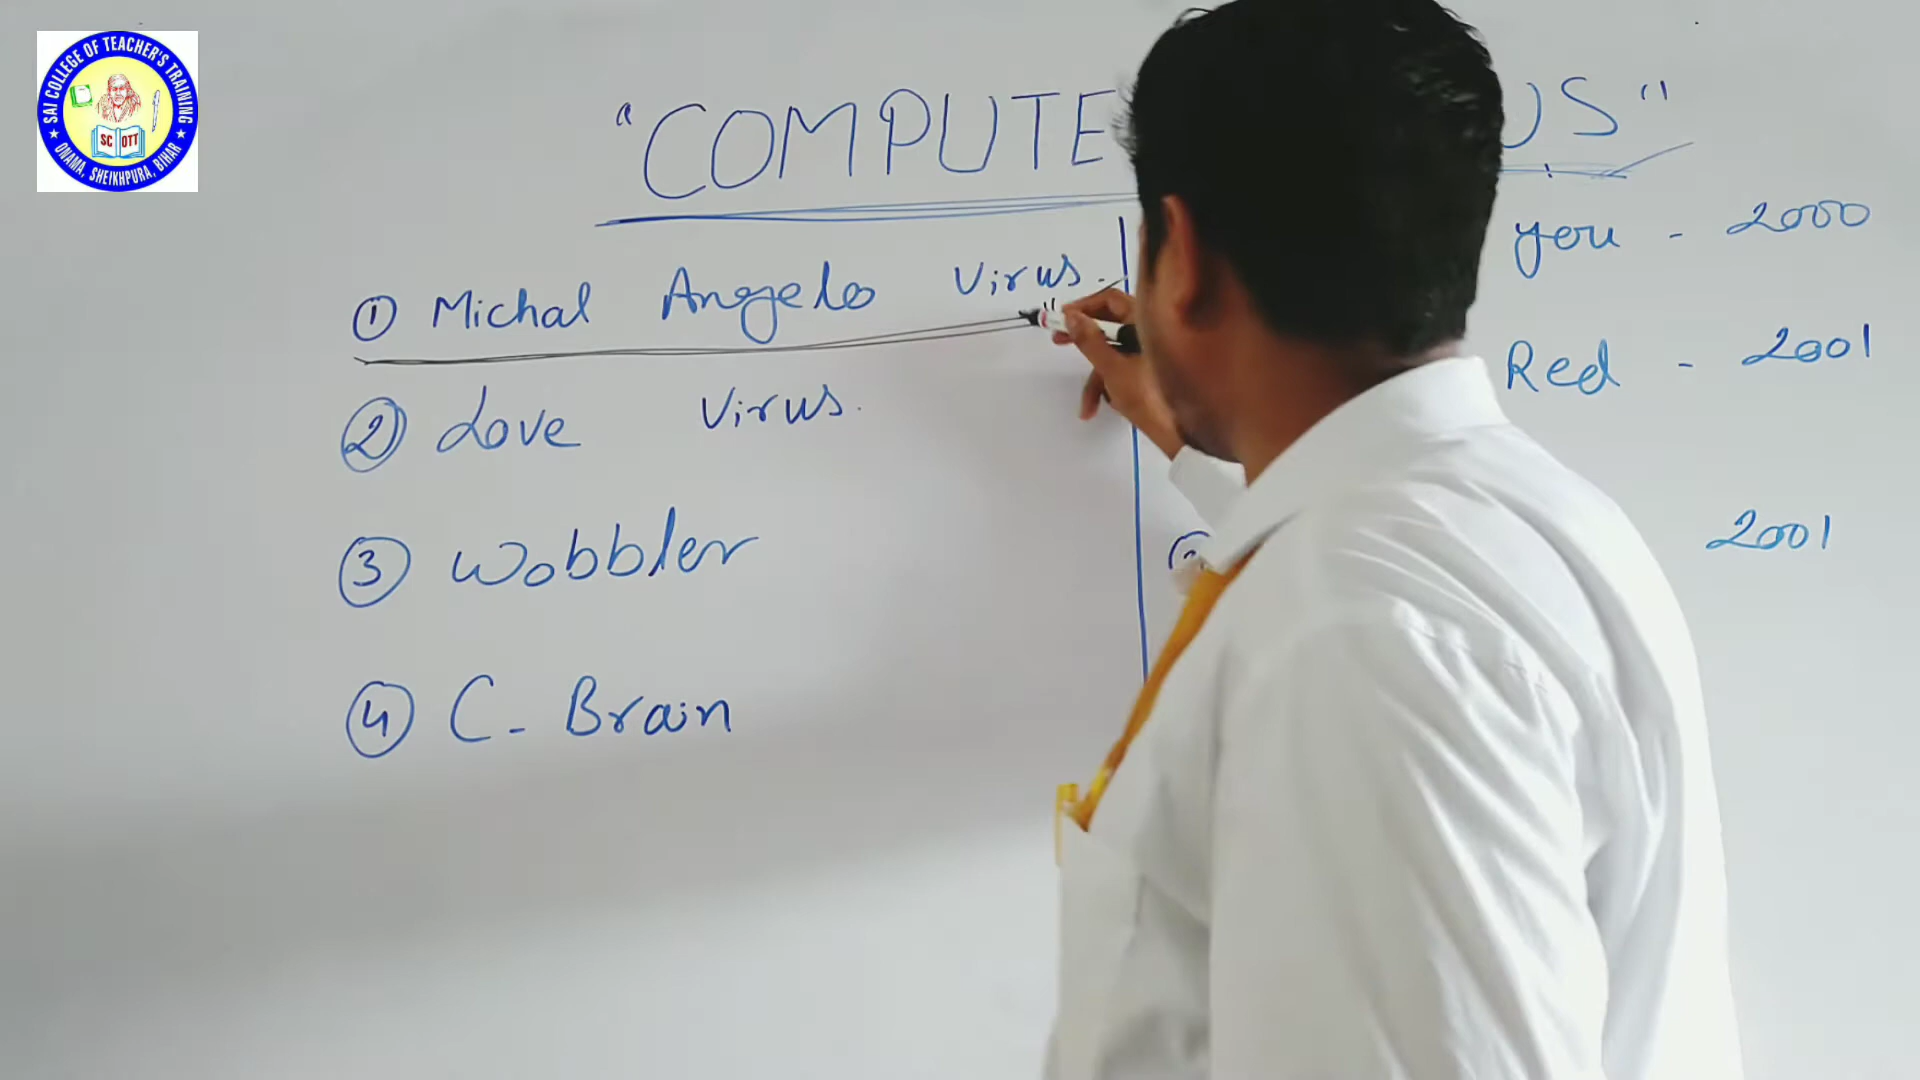 SAI COLLEGE OF TEACHER'S TRAINING
SC OTT
ONAMA, SHEIKHPURA, BIHAR
"COMPUTE US"
① Michal Angelo Virus.
② Love Virus.
③ Wobbler
④ C- Brain
you - 2000
Red - 2001
2001